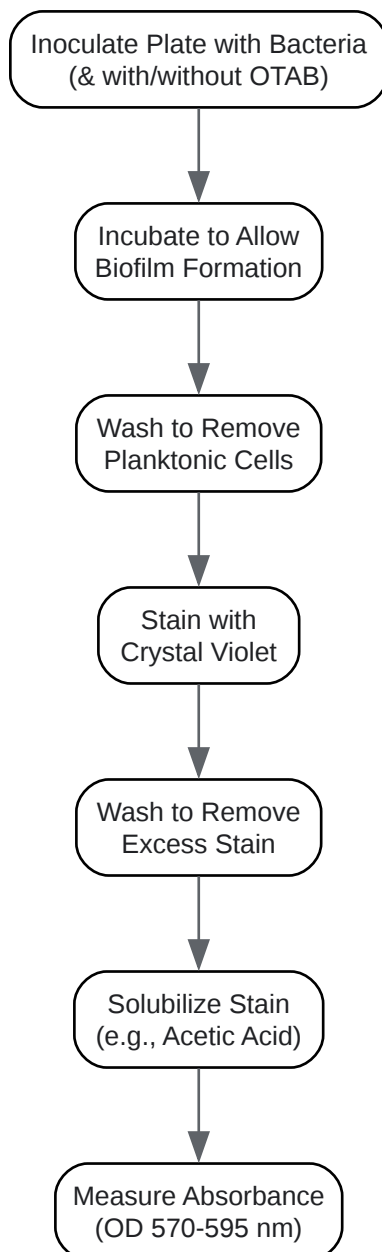 Inoculate Plate with Bacteria
(& with/without OTAB)
Incubate to Allow
Biofilm Formation
Wash to Remove
Planktonic Cells
Stain with
Crystal Violet
Wash to Remove
Excess Stain
Solubilize Stain
(e.g., Acetic Acid)
Measure Absorbance
(OD 570-595 nm)